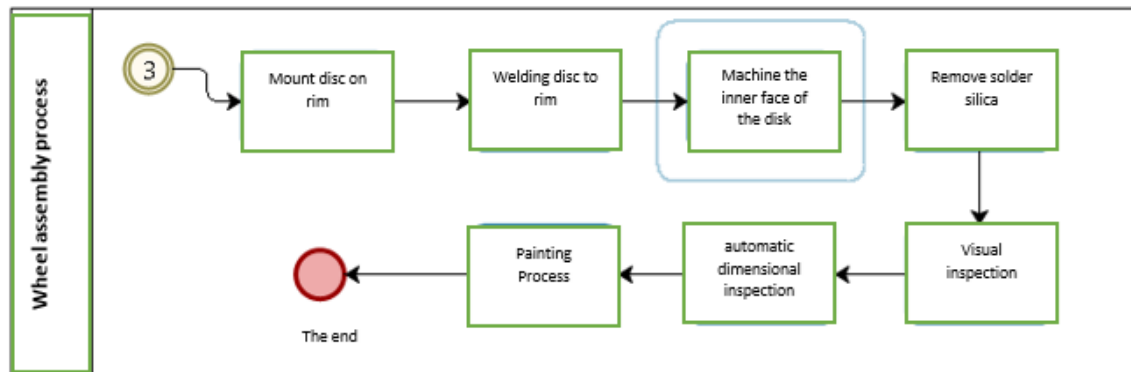 Wheel assembly process
3
Mount disc on
rim
Welding disc to
rim
Machine the
inner face of
the disk
Remove solder
silica
Visual
inspection
automatic
dimensional
inspection
Painting
Process
The end